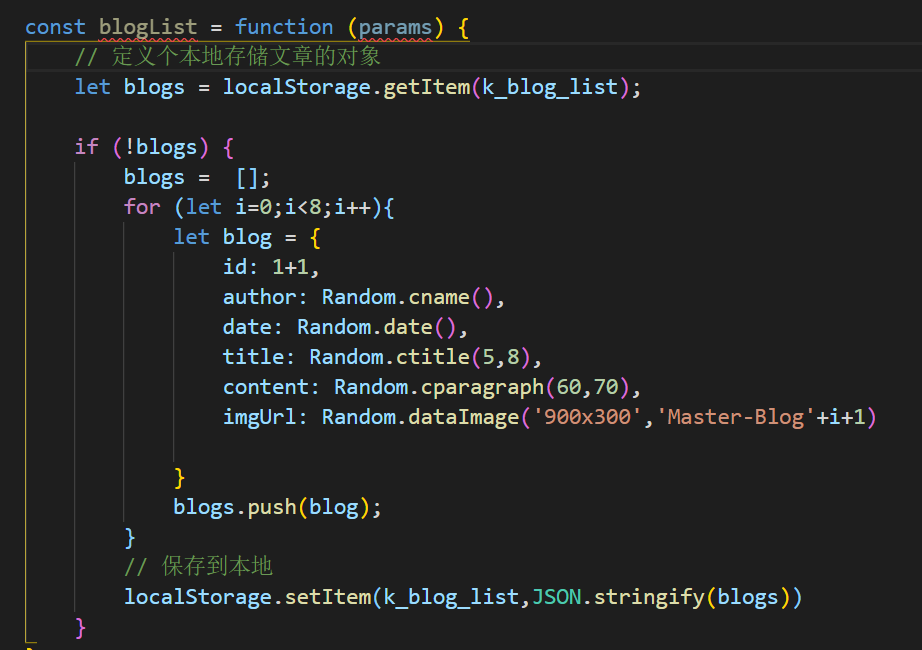 const blogList = function (params) {
// 定义个本地存储文章的对象
let blogs = localStorage.getItem(k_blog_list);
if (!blogs) {
blogs =  [];
for (let i=0;i<8;i++){
let blog = {
id: 1+1,
author: Random.cname(),
date: Random.date(),
title: Random.ctitle(5,8),
content: Random.cparagraph(60,70),
imgUrl: Random.dataImage('900x300','Master-Blog'+i+1)
}
blogs.push(blog);
}
// 保存到本地
localStorage.setItem(k_blog_list,JSON.stringify(blogs))
}